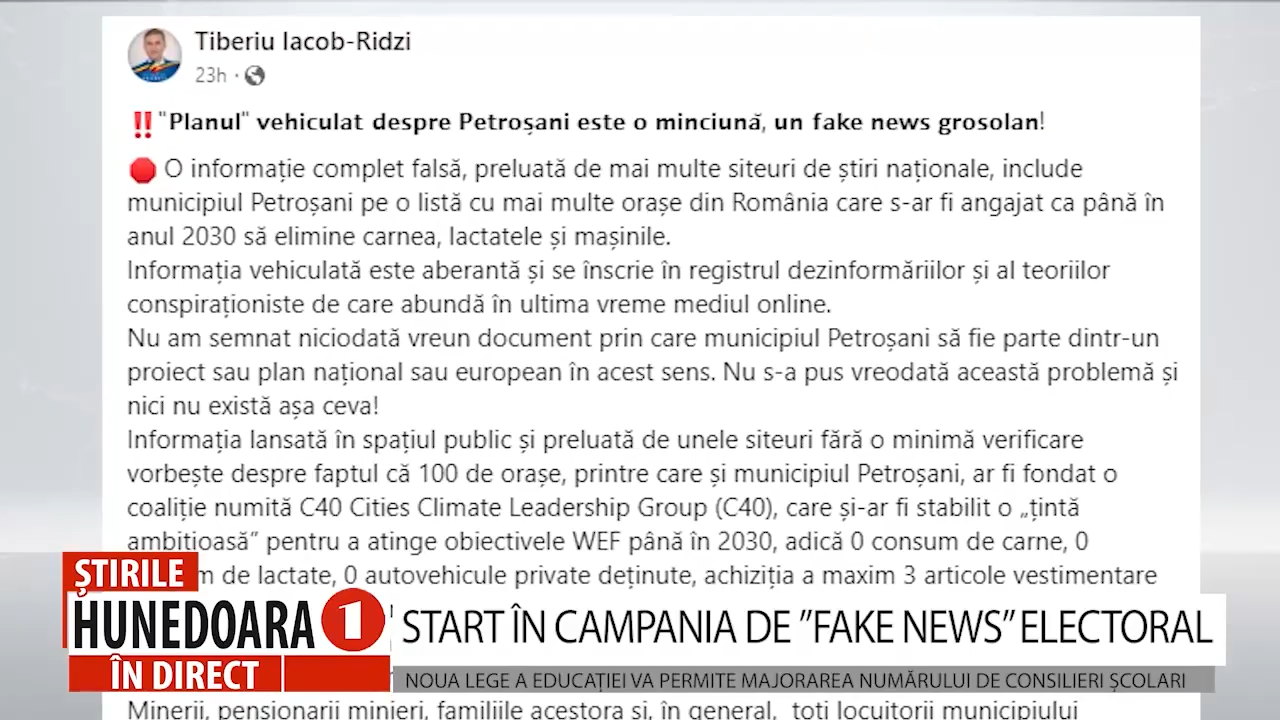 Tiberiu Iacob-Ridzi
23h ·
‼️"Planul" vehiculat despre Petroșani este o minciună, un fake news grosolan!
O informație complet falsă, preluată de mai multe siteuri de știri naționale, include
municipiul Petroșani pe o listă cu mai multe orașe din România care s-ar fi angajat ca până în
anul 2030 să elimine carnea, lactatele și mașinile.
Informația vehiculată este aberantă și se înscrie în registrul dezinformăriilor și al teoriilor
conspiraționiste de care abundă în ultima vreme mediul online.
Nu am semnat niciodată vreun document prin care municipiul Petroșani să fie parte dintr-un
proiect sau plan național sau european în acest sens. Nu s-a pus vreodată această problemă și
nici nu există așa ceva!
Informația lansată în spațiul public și preluată de unele siteuri fără o minimă verificare
vorbește despre faptul că 100 de orașe, printre care și municipiul Petroșani, ar fi fondat o
coaliție numită C40 Cities Climate Leadership Group (C40), care și-ar fi stabilit o „țintă
ambițioasă” pentru a atinge obiectivele WEF până în 2030, adică 0 consum de carne, 0
de lactate, 0 autovehicule private deținute, achiziția a maxim 3 articole vestimentare
ȘTIRILE
HUNEDOARA 1
ÎN DIRECT
START ÎN CAMPANIA DE ”FAKE NEWS” ELECTORAL
NOUA LEGE A EDUCAȚIEI VA PERMITE MAJORAREA NUMĂRULUI DE CONSILIERI ȘCOLARI
Minerii, pensionarii minieri, familiile acestora și, în general, toți locuitorii municipiului